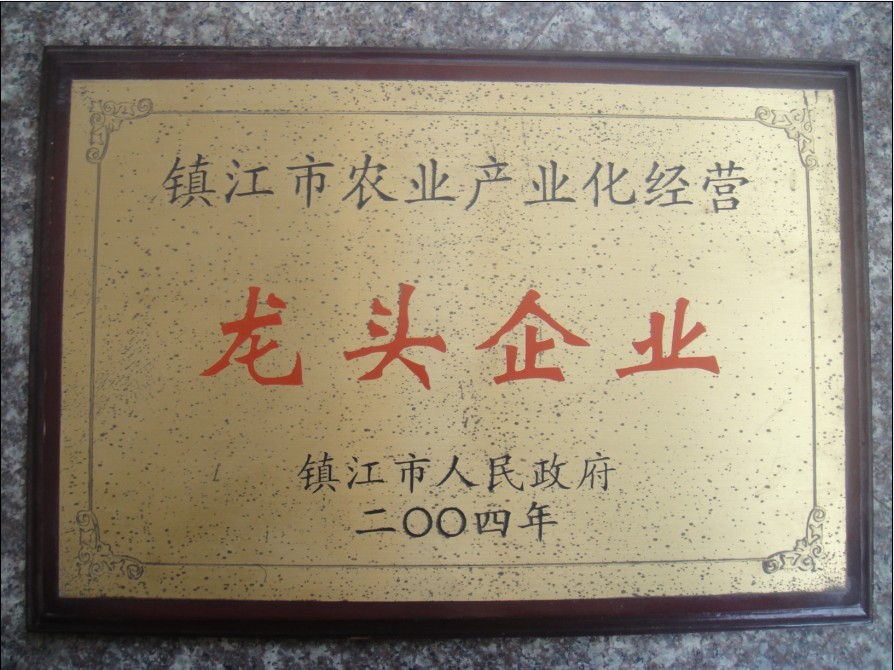 镇江市农业产业化经营
龙头企业
镇江市人民政府
二〇〇四年